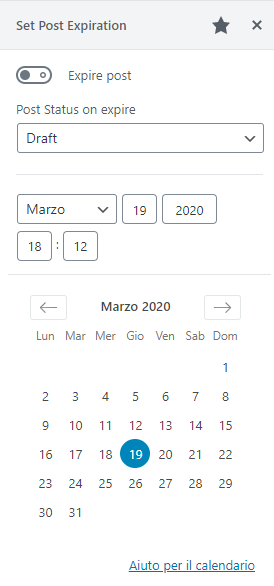 Set Post Expiration
Expire post
Post Status on expire
Draft
Marzo 19 2020
18 : 12
Marzo 2020
Lun Mar Mer Gio Ven Sab Dom
1
2 3 4 5 6 7 8
9 10 11 12 13 14 15
16 17 18 19 20 21 22
23 24 25 26 27 28 29
30 31
Aiuto per il calendario